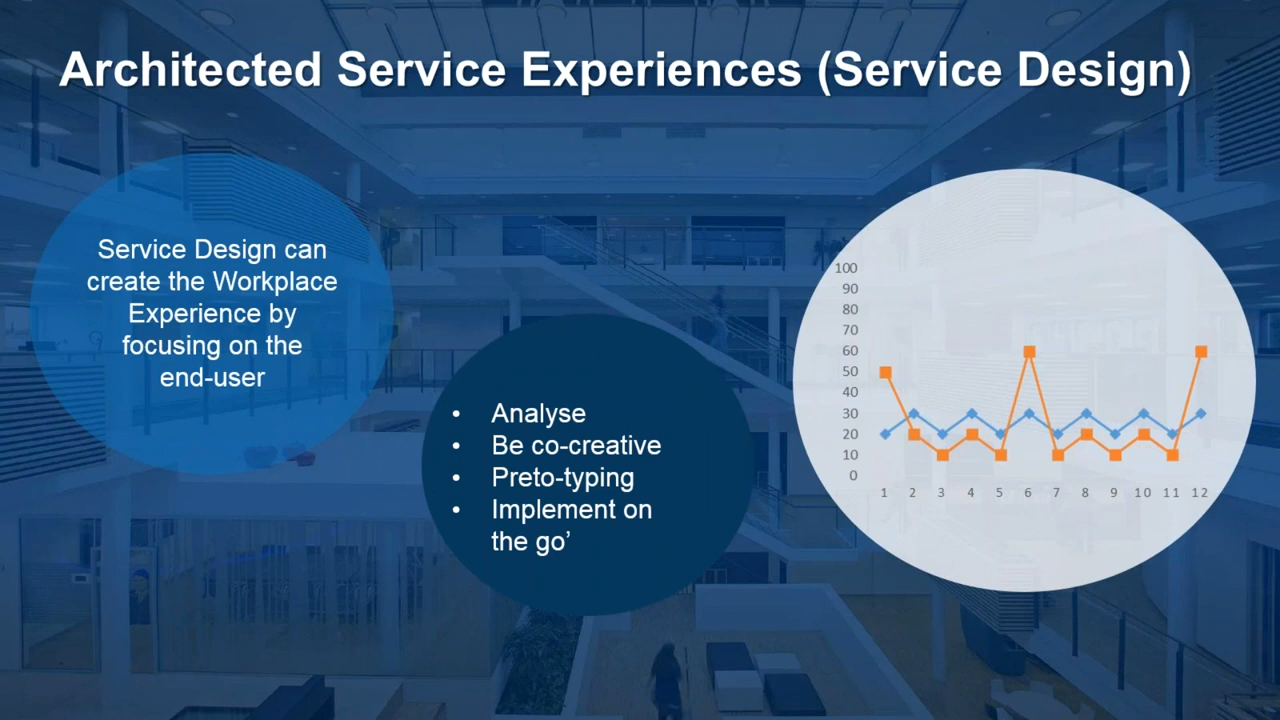 Architected Service Experiences (Service Design)
Service Design can
create the Workplace
Experience by
focusing on the
end-user
• Analyse
• Be co-creative
• Preto-typing
• Implement on
the go’
100
90
80
70
60
50
40
30
20
10
0
1 2 3 4 5 6 7 8 9 10 11 12